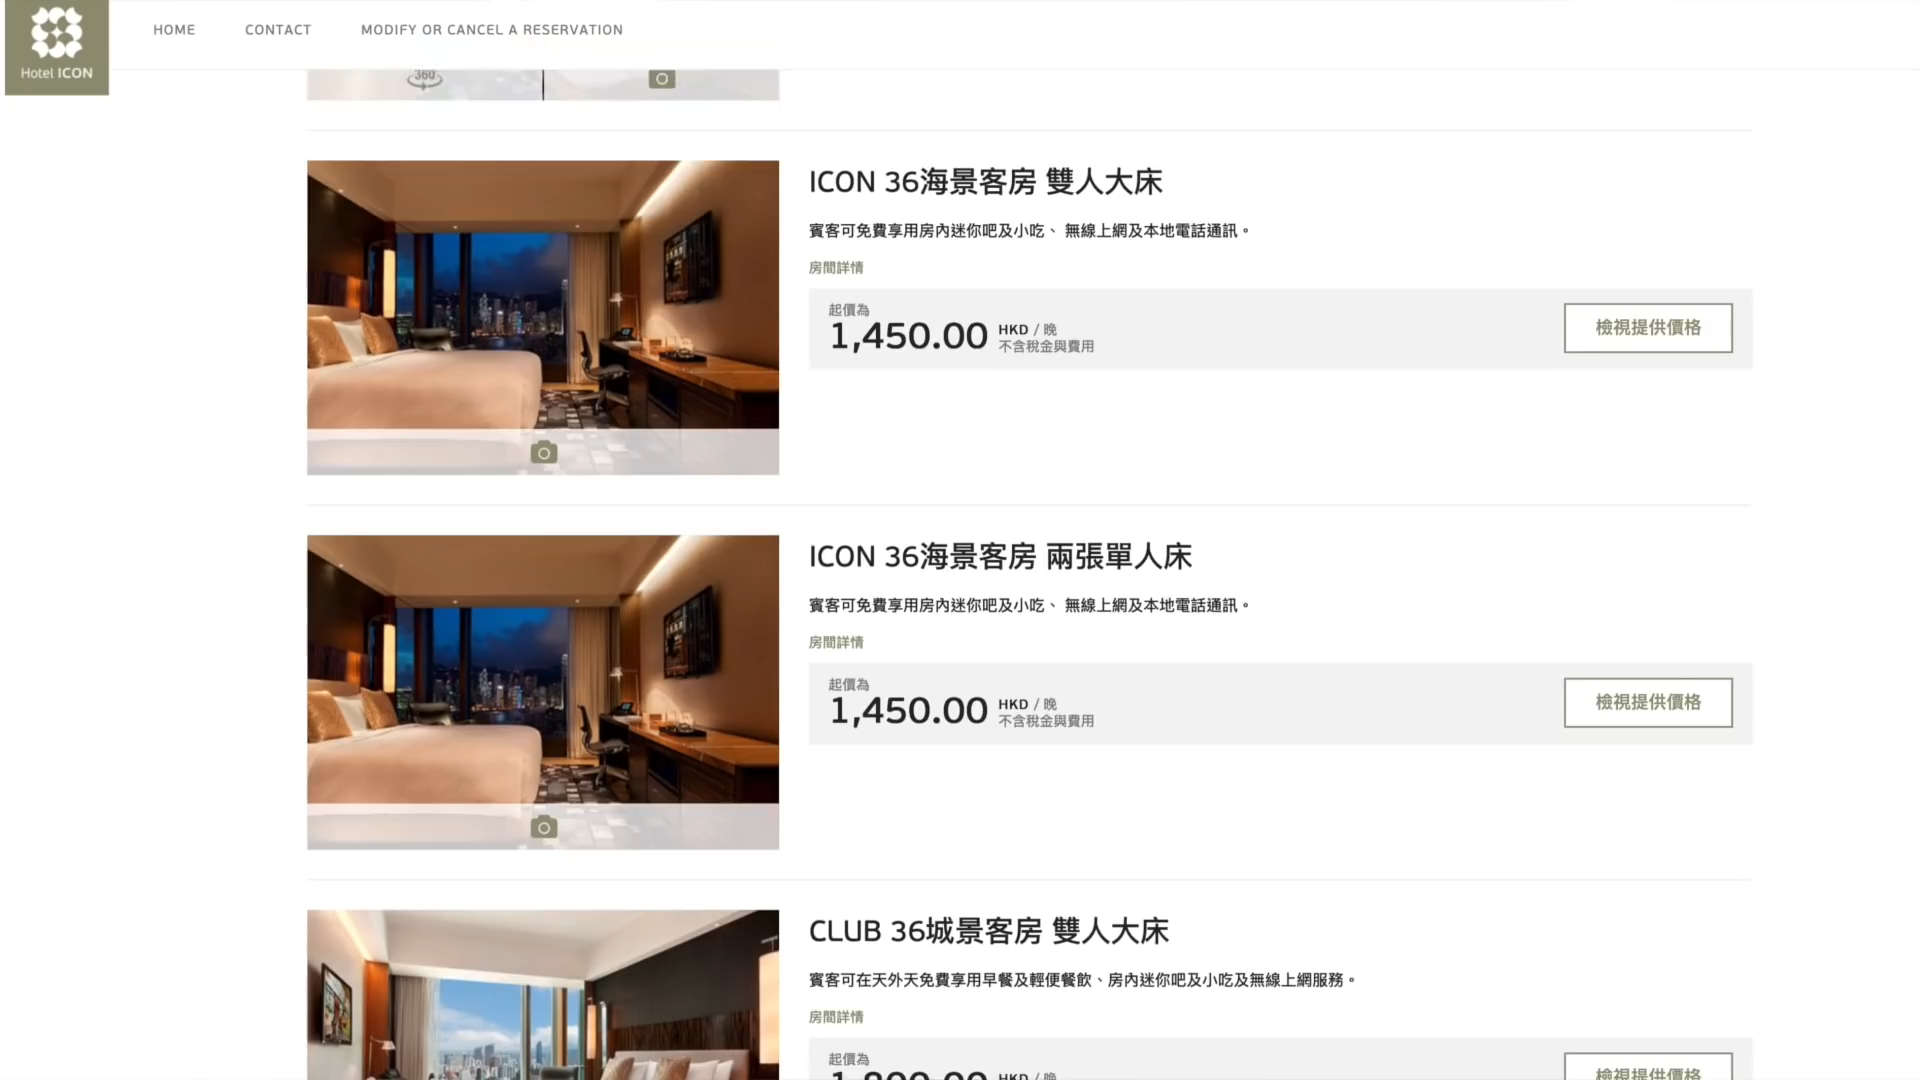 Hotel ICON
HOME
CONTACT
MODIFY OR CANCEL A RESERVATION
360
ICON 36海景客房 雙人大床
賓客可免費享用房內迷你吧及小吃、 無線上網及本地電話通訊。
房間詳情
起價為
1,450.00 HKD / 晚
不含稅金與費用
檢視提供價格
ICON 36海景客房 兩張單人床
賓客可免費享用房內迷你吧及小吃、 無線上網及本地電話通訊。
房間詳情
起價為
1,450.00 HKD / 晚
不含稅金與費用
檢視提供價格
CLUB 36城景客房 雙人大床
賓客可在天外天免費享用早餐及輕便餐飲、房內迷你吧及小吃及無線上網服務。
房間詳情
起價為
HKD / 晚
檢視提供價格